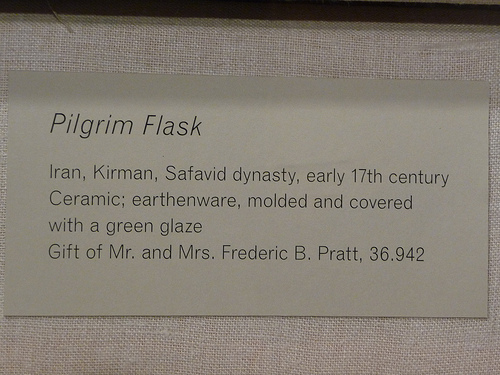 Pilgrim Flask
Iran, Kirman, Safavid dynasty, early 17th century
Ceramic; earthenware, molded and covered
with a green glaze
Gift of Mr. and Mrs. Frederic B. Pratt, 36.942